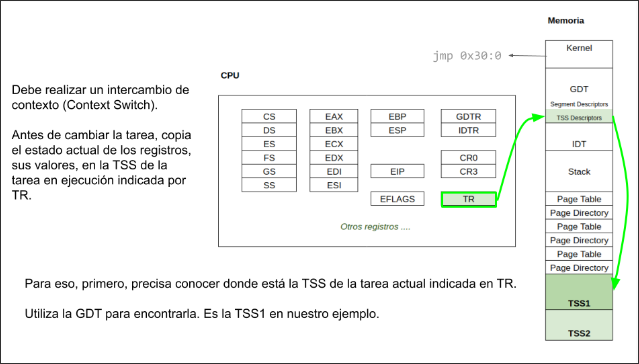 Memoria
jmp 0x30:0
Kernel
Debe realizar un intercambio de
contexto (Context Switch).
Antes de cambiar la tarea, copia
el estado actual de los registros,
sus valores, en la TSS de la
tarea en ejecución indicada por
TR.
CPU
CS EAX EBP GDTR
DS EBX ESP IDTR
ES ECX
FS EDX CR0
GS EDI EIP CR3
SS ESI
EFLAGS TR
Otros registros ....
GDT
Segment Descriptors
TSS Descriptors
IDT
Stack
Page Table
Page Directory
Page Table
Page Directory
Page Table
Page Directory
TSS1
TSS2
Para eso, primero, precisa conocer donde está la TSS de la tarea actual indicada en TR.
Utiliza la GDT para encontrarla. Es la TSS1 en nuestro ejemplo.